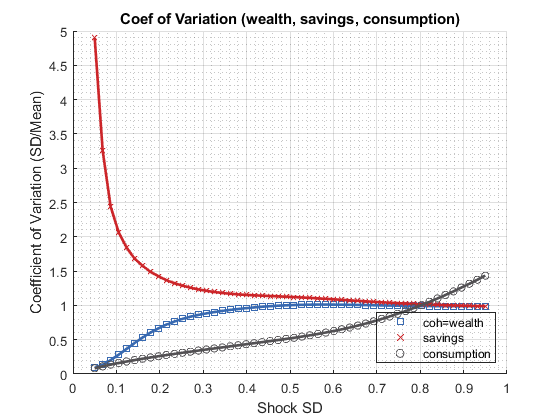 Coef of Variation (wealth, savings, consumption)
Coefficient of Variation (SD/Mean)
5
4.5
4
3.5
3
2.5
2
1.5
1
0.5
0
0 0.1 0.2 0.3 0.4 0.5 0.6 0.7 0.8 0.9 1
Shock SD
coh=wealth
savings
consumption